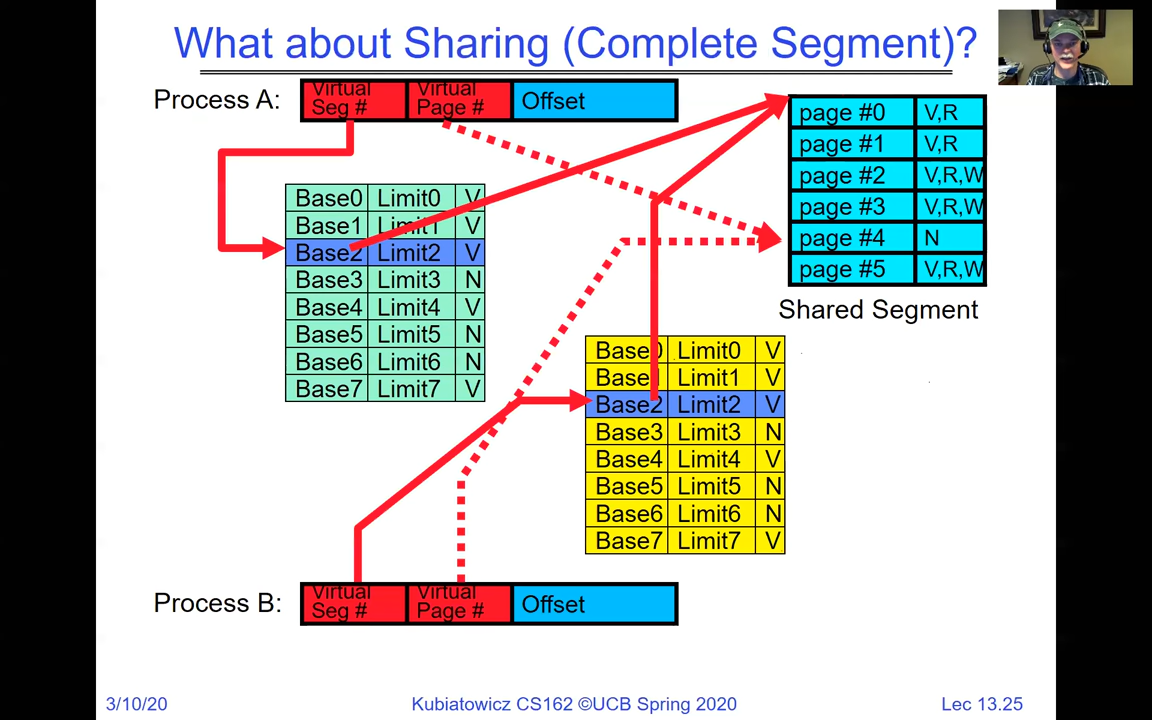 What about Sharing (Complete Segment)?
Process A:
Virtual Seg #
Virtual Page #
Offset
page #0 V,R
page #1 V,R
page #2 V,R,W
page #3 V,R,W
page #4 N
page #5 V,R,W
Shared Segment
Base0 Limit0 V
Base1 Limit1 V
Base2 Limit2 V
Base3 Limit3 N
Base4 Limit4 V
Base5 Limit5 N
Base6 Limit6 N
Base7 Limit7 V
Base0 Limit0 V
Base1 Limit1 V
Base2 Limit2 V
Base3 Limit3 N
Base4 Limit4 V
Base5 Limit5 N
Base6 Limit6 N
Base7 Limit7 V
Process B:
Virtual Seg #
Virtual Page #
Offset
3/10/20
Kubiatowicz CS162 ©UCB Spring 2020
Lec 13.25